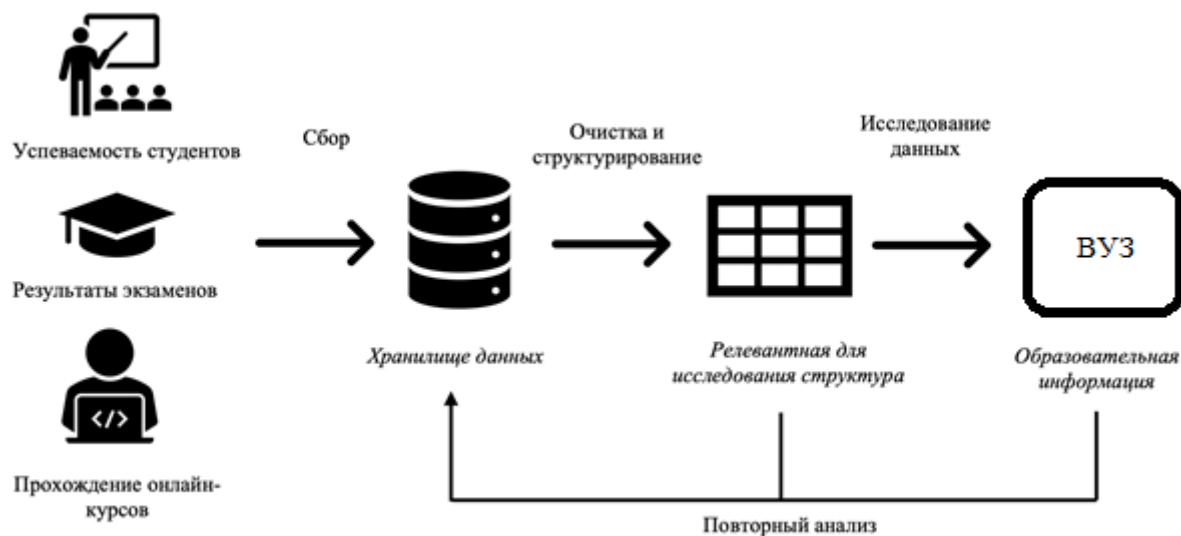 Успеваемость студентов
Результаты экзаменов
Прохождение онлайн-
курсов
Сбор
Хранилище данных
Очистка и
структурирование
Релевантная для
исследования структура
Исследование
данных
ВУЗ
Образовательная
информация
Повторный анализ